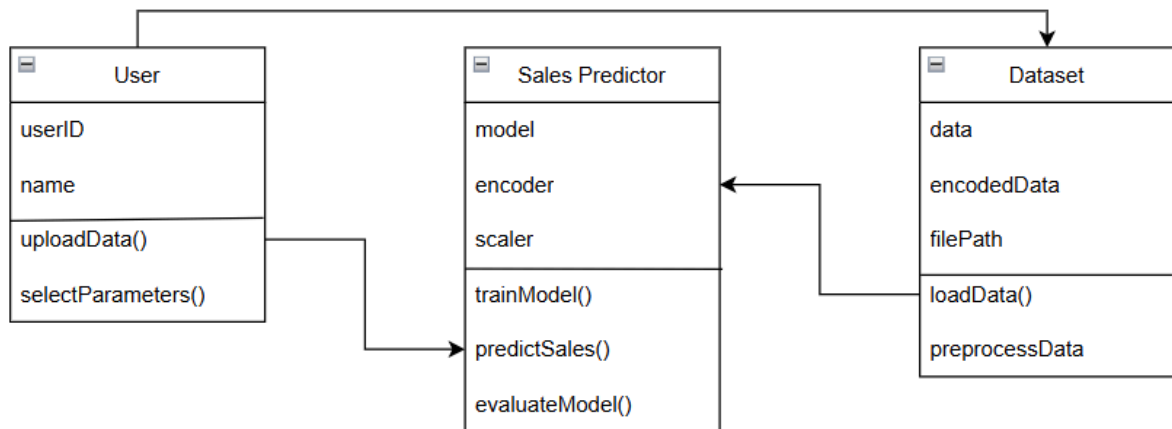 User
userID
name
uploadData()
selectParameters()
Sales Predictor
model
encoder
scaler
trainModel()
predictSales()
evaluateModel()
Dataset
data
encodedData
filePath
loadData()
preprocessData